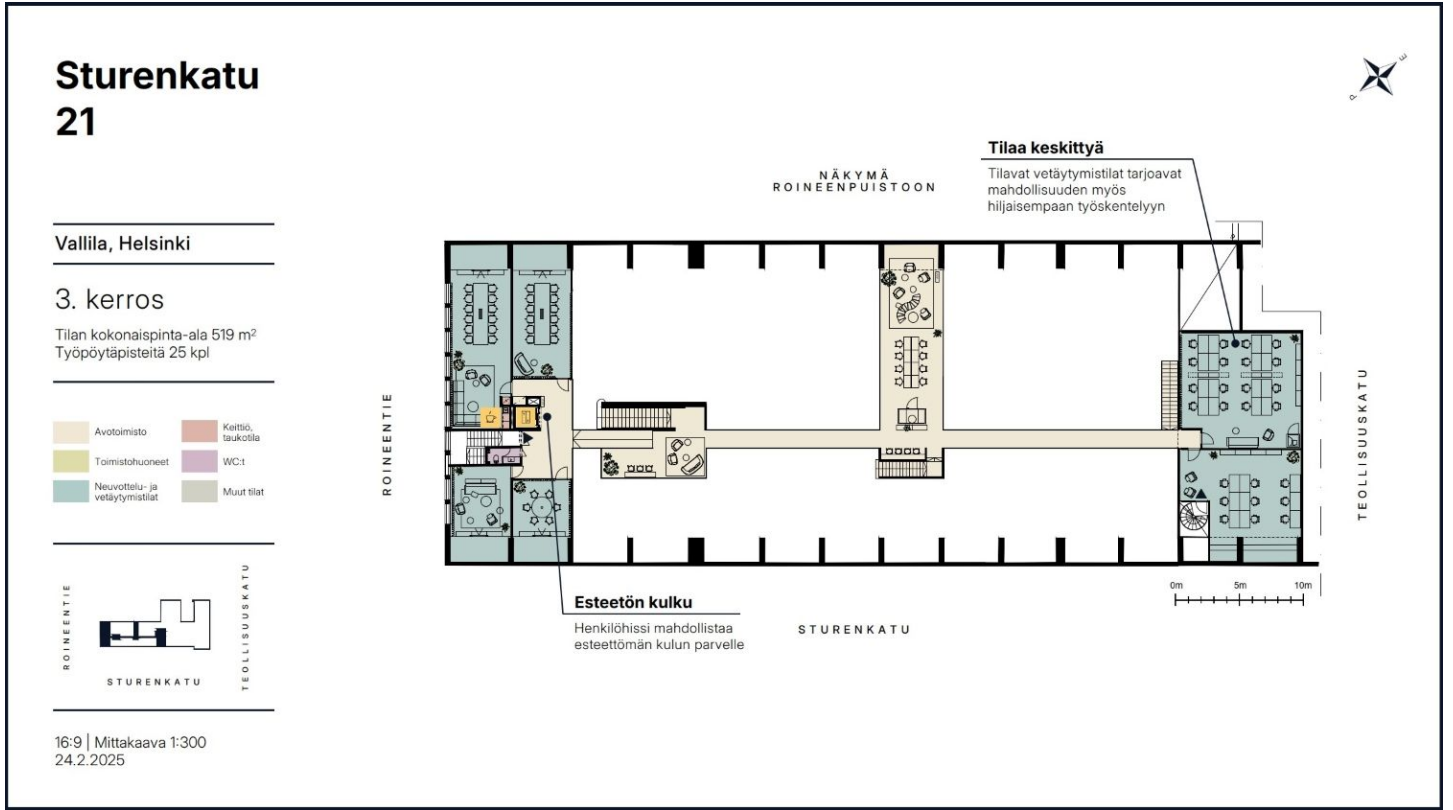 Sturenkatu
21
Vallila, Helsinki
3. kerros
Tilan kokonaispinta-ala 519 m²
Työpöytäpisteitä 25 kpl
Avotoimisto
Toimistohuoneet
Neuvottelu- ja
vetäytymistilat
Keittiö,
taukotila
WC:t
Muut tilat
ROINEENTIE
TEOLLISUUSKATU
STURENKATU
16:9 | Mittakaava 1:300
24.2.2025
P
E
NÄKYMÄ
ROINEENPUISTOON
Tilaa keskittyä
Tilavat vetäytymistilat tarjoavat
mahdollisuuden myös
hiljaisempaan työskentelyyn
ROINEENTIE
TEOLLISUUSKATU
Esteetön kulku
Henkilöhissi mahdollistaa
esteettömän kulun parvelle
STURENKATU
0m 5m 10m